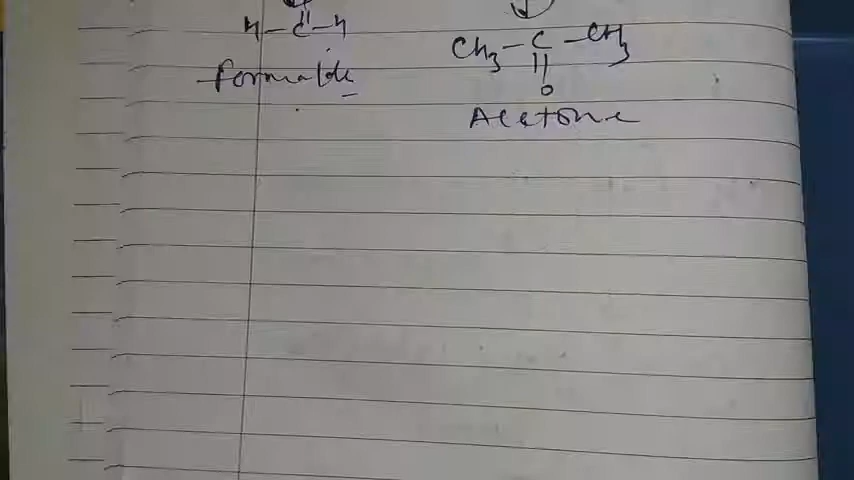 H-C-H
Formalde
CH3-C-CH3
||
O
Acetone